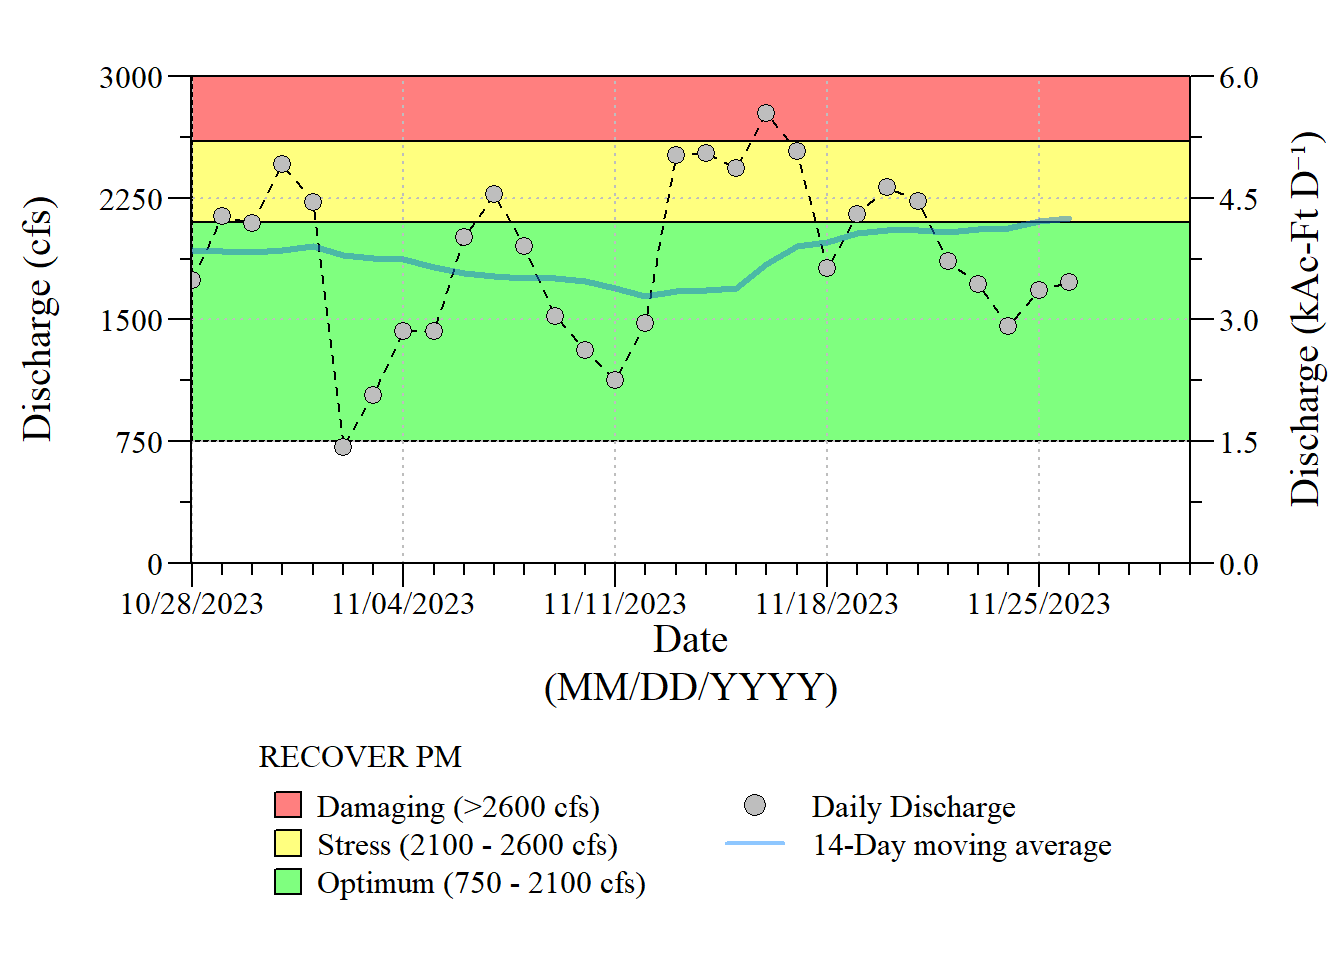 3000
2250
1500
750
0
Discharge (cfs)
6.0
4.5
3.0
1.5
0.0
Discharge (kAc-Ft D⁻¹)
10/28/2023 11/04/2023 11/11/2023 11/18/2023 11/25/2023
Date
(MM/DD/YYYY)
RECOVER PM
Damaging (>2600 cfs)
Stress (2100 - 2600 cfs)
Optimum (750 - 2100 cfs)
Daily Discharge
14-Day moving average